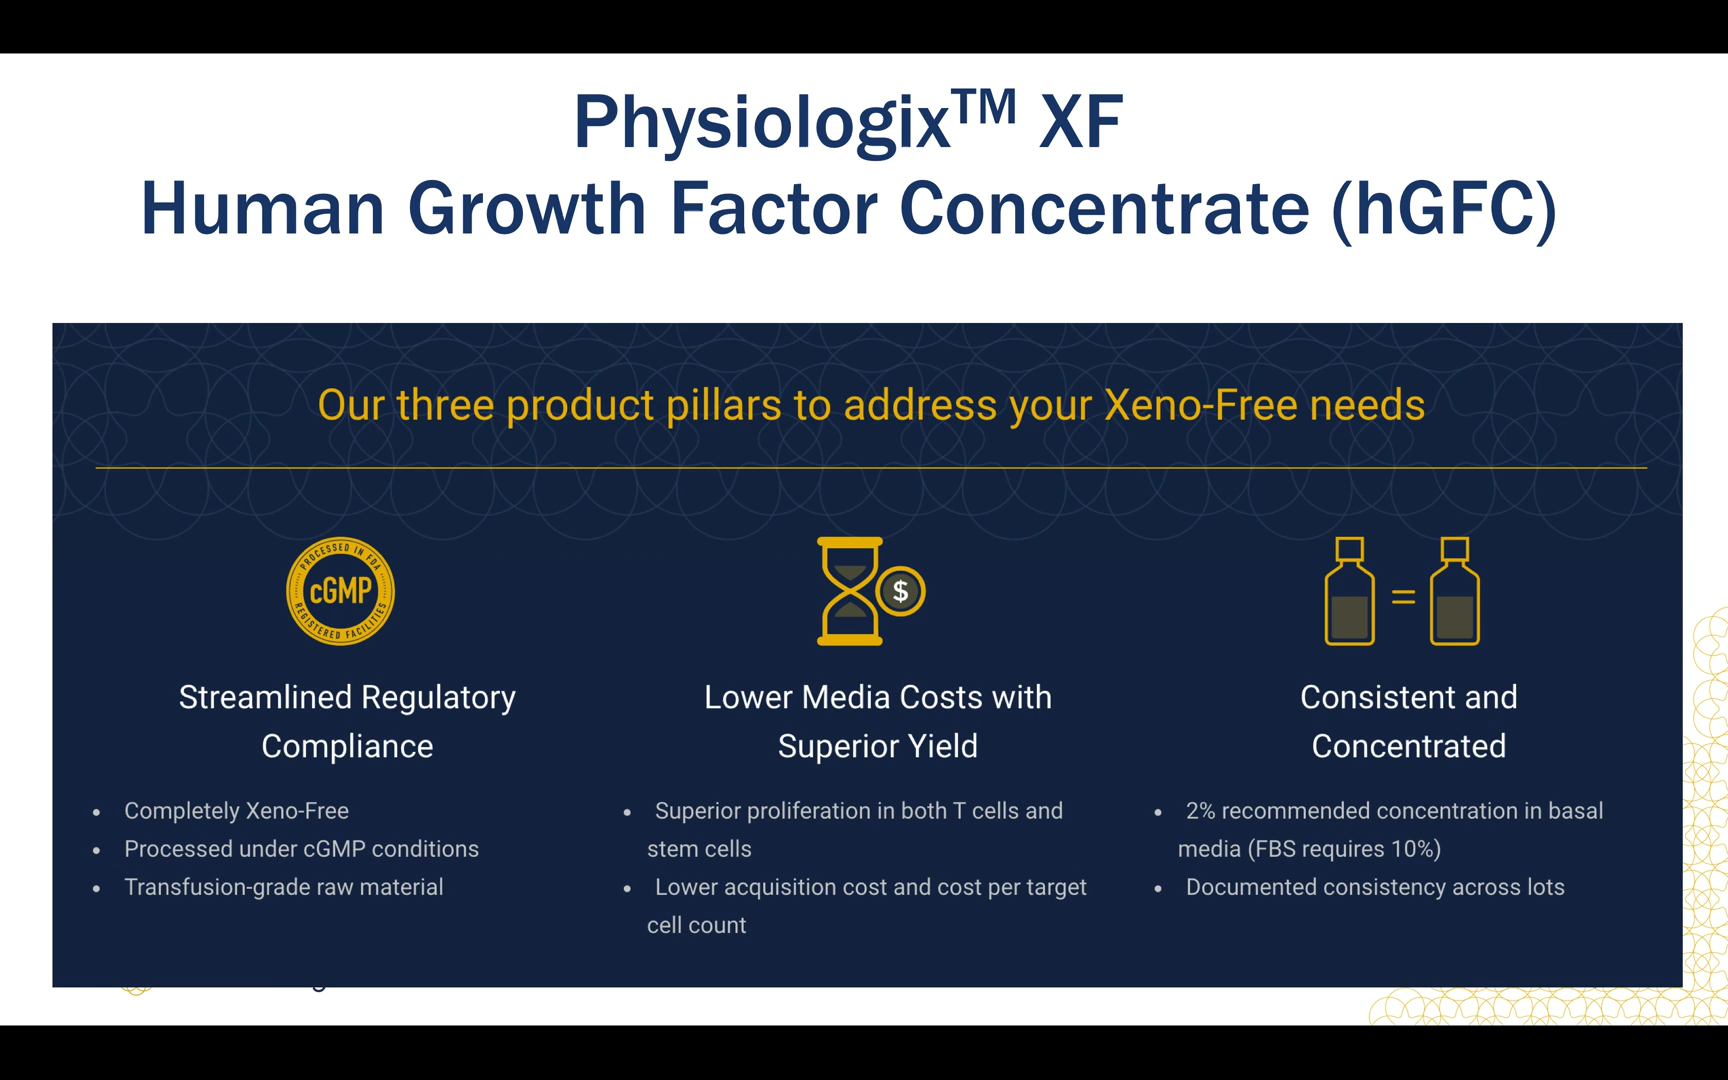 Physiologix™ XF
Human Growth Factor Concentrate (hGFC)
Our three product pillars to address your Xeno-Free needs
PROCESSED IN FDA
cGMP
REGISTERED FACILITIES
$
=
Streamlined Regulatory
Compliance
• Completely Xeno-Free
• Processed under cGMP conditions
• Transfusion-grade raw material
Lower Media Costs with
Superior Yield
• Superior proliferation in both T cells and
stem cells
• Lower acquisition cost and cost per target
cell count
Consistent and
Concentrated
• 2% recommended concentration in basal
media (FBS requires 10%)
• Documented consistency across lots